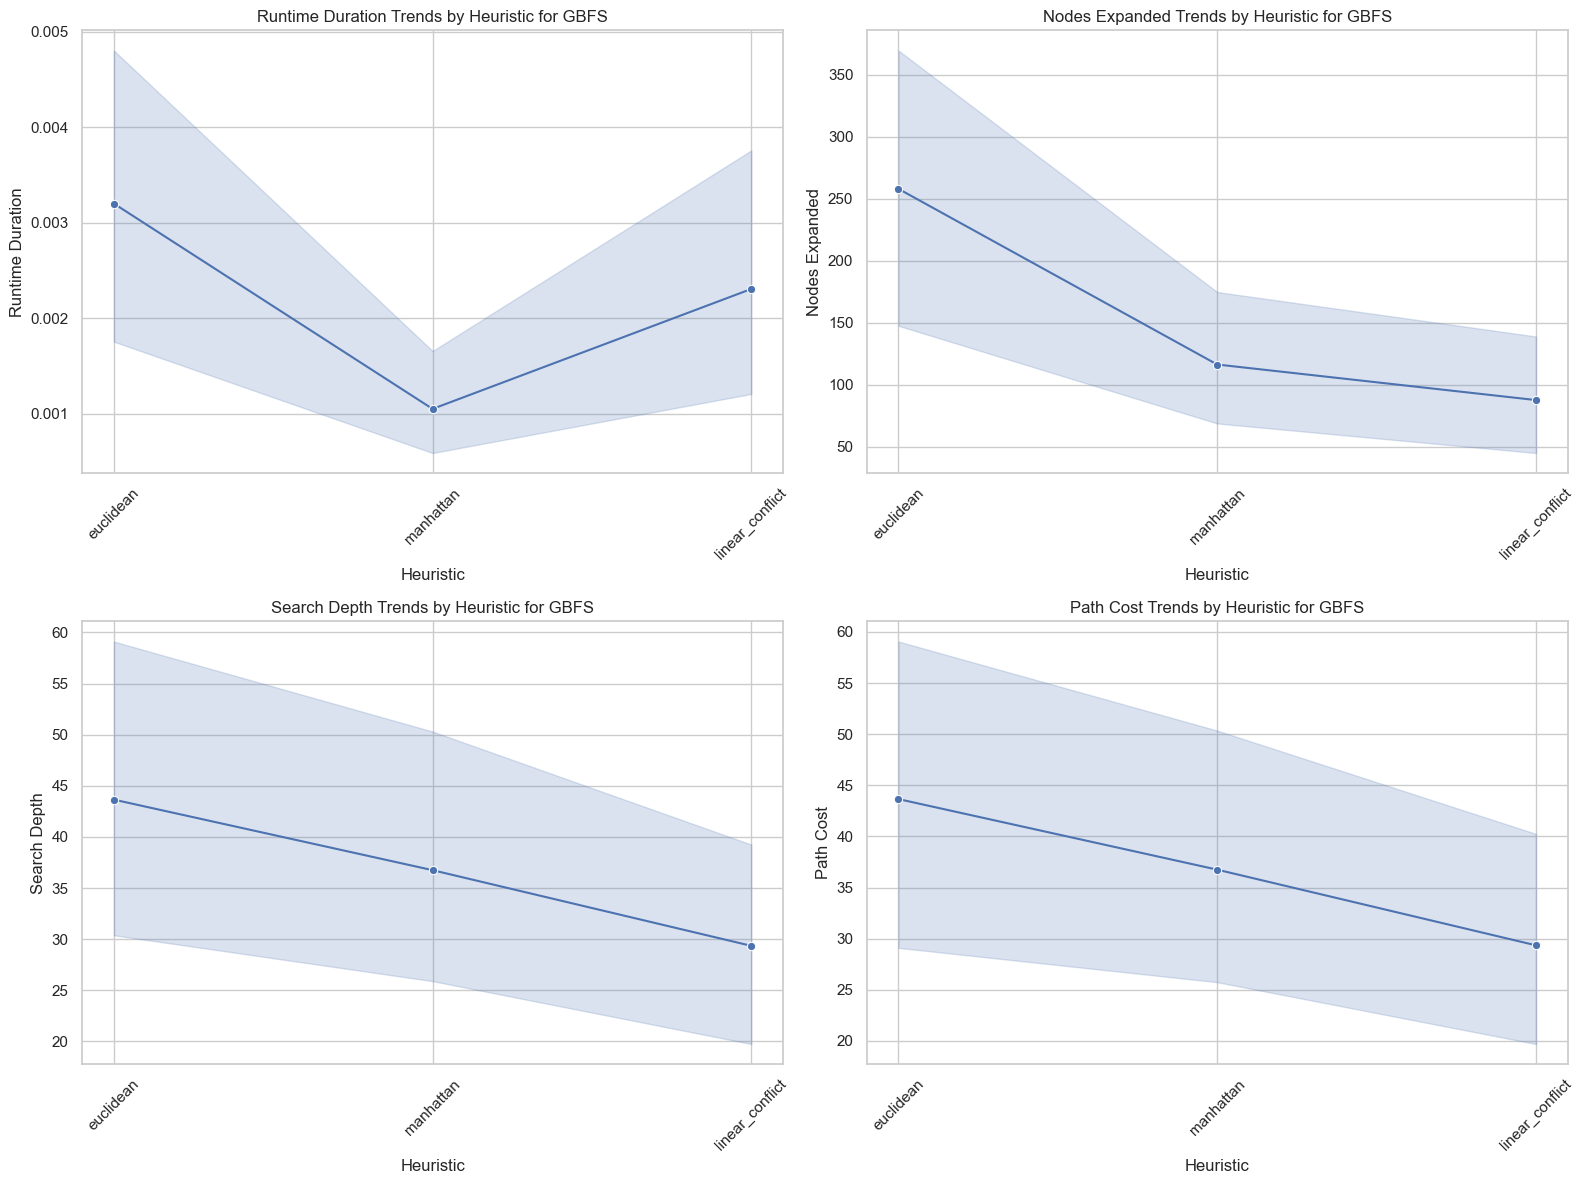 Runtime Duration Trends by Heuristic for GBFS
Runtime Duration
0.005
0.004
0.003
0.002
0.001
euclidean
manhattan
linear_conflict
Heuristic
Nodes Expanded Trends by Heuristic for GBFS
Nodes Expanded
350
300
250
200
150
100
50
euclidean
manhattan
linear_conflict
Heuristic
Search Depth Trends by Heuristic for GBFS
Search Depth
60
55
50
45
40
35
30
25
20
euclidean
manhattan
linear_conflict
Heuristic
Path Cost Trends by Heuristic for GBFS
Path Cost
60
55
50
45
40
35
30
25
20
euclidean
manhattan
linear_conflict
Heuristic